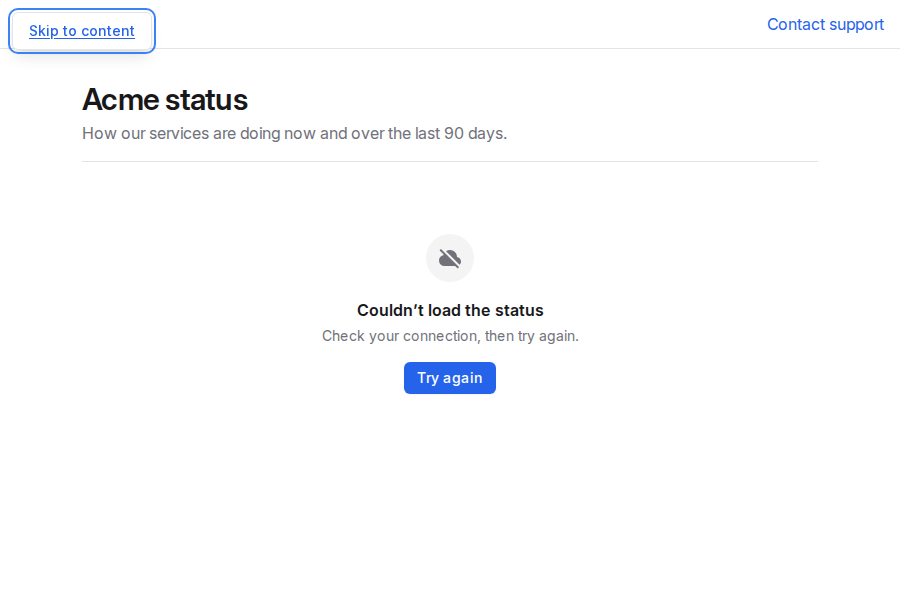 Skip to content
Contact support
Acme status
How our services are doing now and over the last 90 days.
Couldn’t load the status
Check your connection, then try again.
Try again